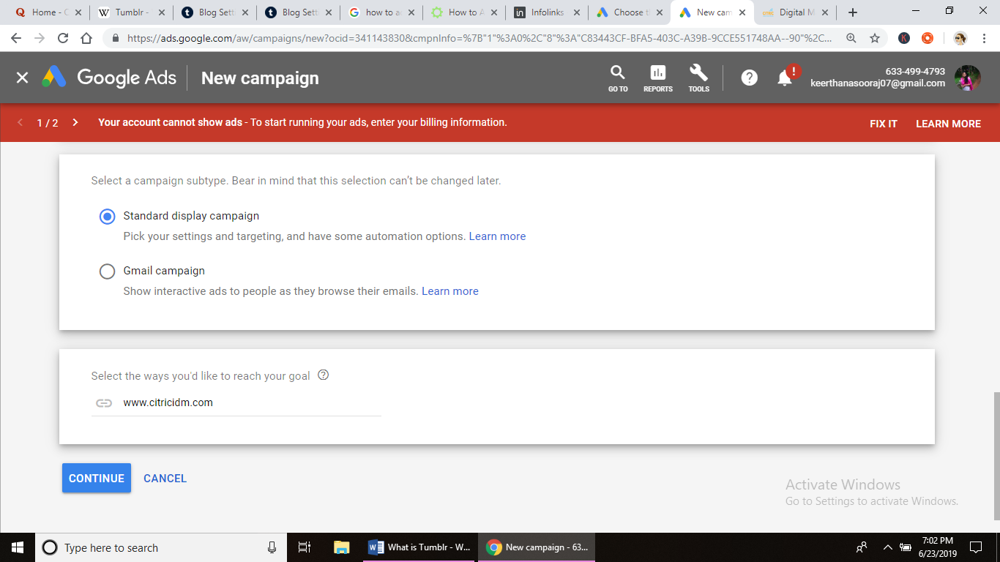 Home - C
Tumblr -
Blog Sett
Blog Sett
how to a
How to A
Infolinks
Choose t
New cam
Digital M
https://ads.google.com/aw/campaigns/new?ocid=341143830&cmpnInfo=%7B"1"%3A0%2C"8"%3A"C83443CF-BFA5-403C-A39B-9CCE551748AA--90"%2C...
Google Ads
New campaign
GO TO
REPORTS
TOOLS
633-499-4793
keerthanasooraj07@gmail.com
1 / 2
Your account cannot show ads - To start running your ads, enter your billing information.
FIX IT
LEARN MORE
Select a campaign subtype. Bear in mind that this selection can't be changed later.
Standard display campaign
Pick your settings and targeting, and have some automation options. Learn more
Gmail campaign
Show interactive ads to people as they browse their emails. Learn more
Select the ways you'd like to reach your goal
www.citricidm.com
CONTINUE
CANCEL
Activate Windows
Go to Settings to activate Windows.
Type here to search
What is Tumblr - W...
New campaign - 63...
7:02 PM
6/23/2019